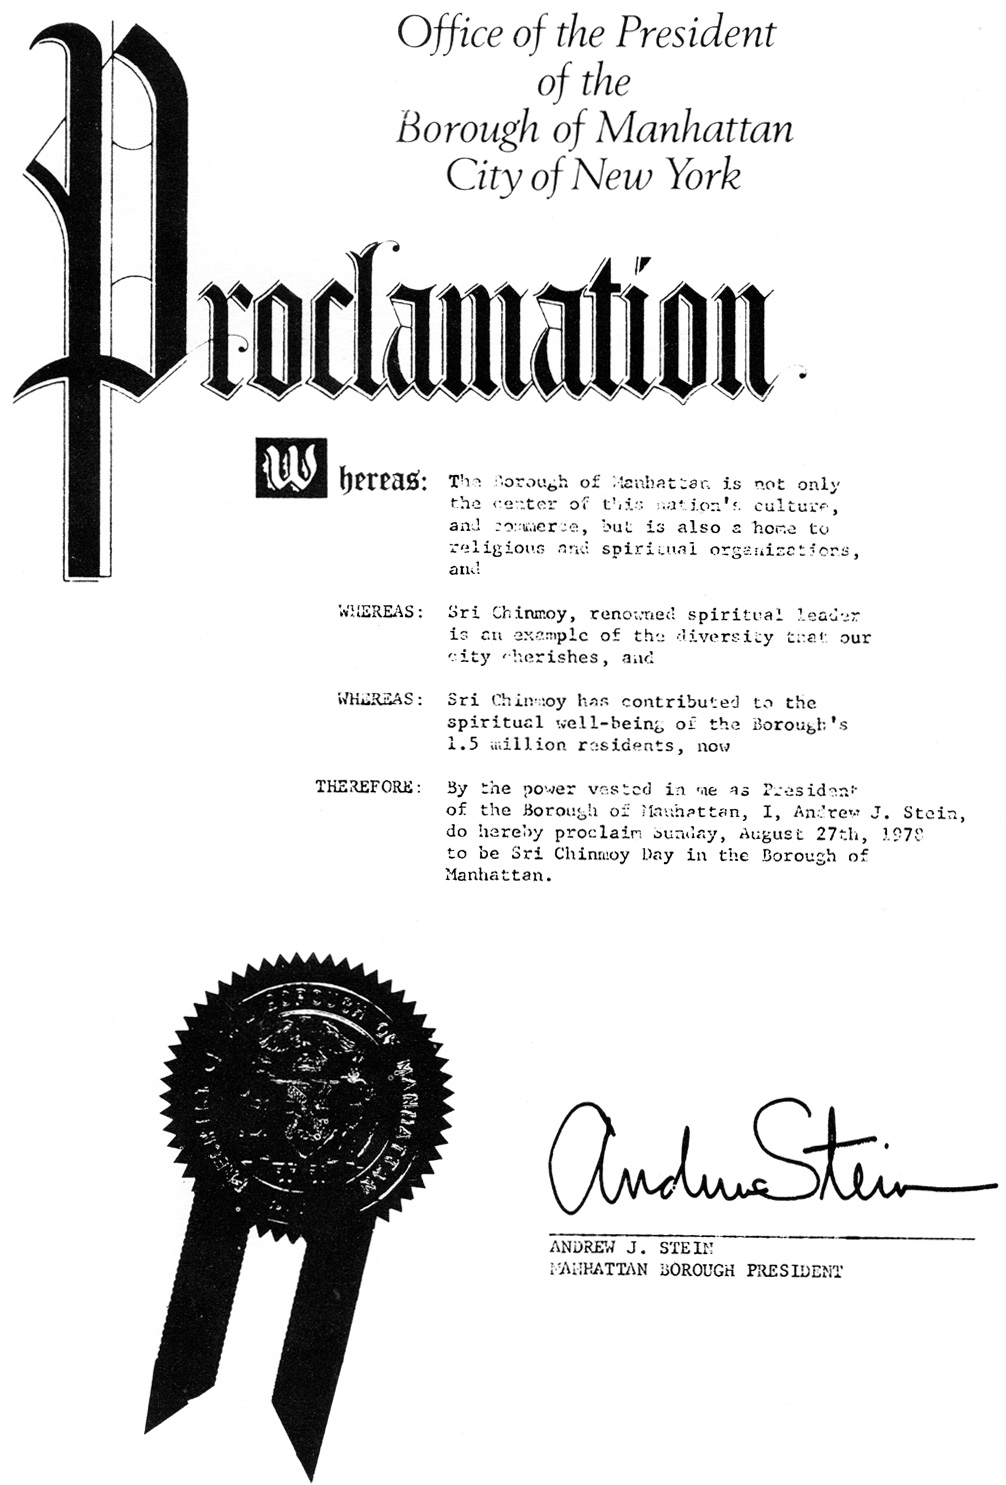 Office of the President
of the
Borough of Manhattan
City of New York
Proclamation
Whereas: The Borough of Manhattan is not only
the center of this nation's culture,
and commerce, but is also a home to
religious and spiritual organizations,
and
WHEREAS: Sri Chinmoy, renowned spiritual leader
is an example of the diversity that our
city cherishes, and
WHEREAS: Sri Chinmoy has contributed to the
spiritual well-being of the Borough's
1.5 million residents, now
THEREFORE: By the power vested in me as President
of the Borough of Manhattan, I, Andrew J. Stein,
do hereby proclaim Sunday, August 27th, 1978
to be Sri Chinmoy Day in the Borough of
Manhattan.
BOROUGH OF MANHATTAN
Andrew Stein
ANDREW J. STEIN
MANHATTAN BOROUGH PRESIDENT